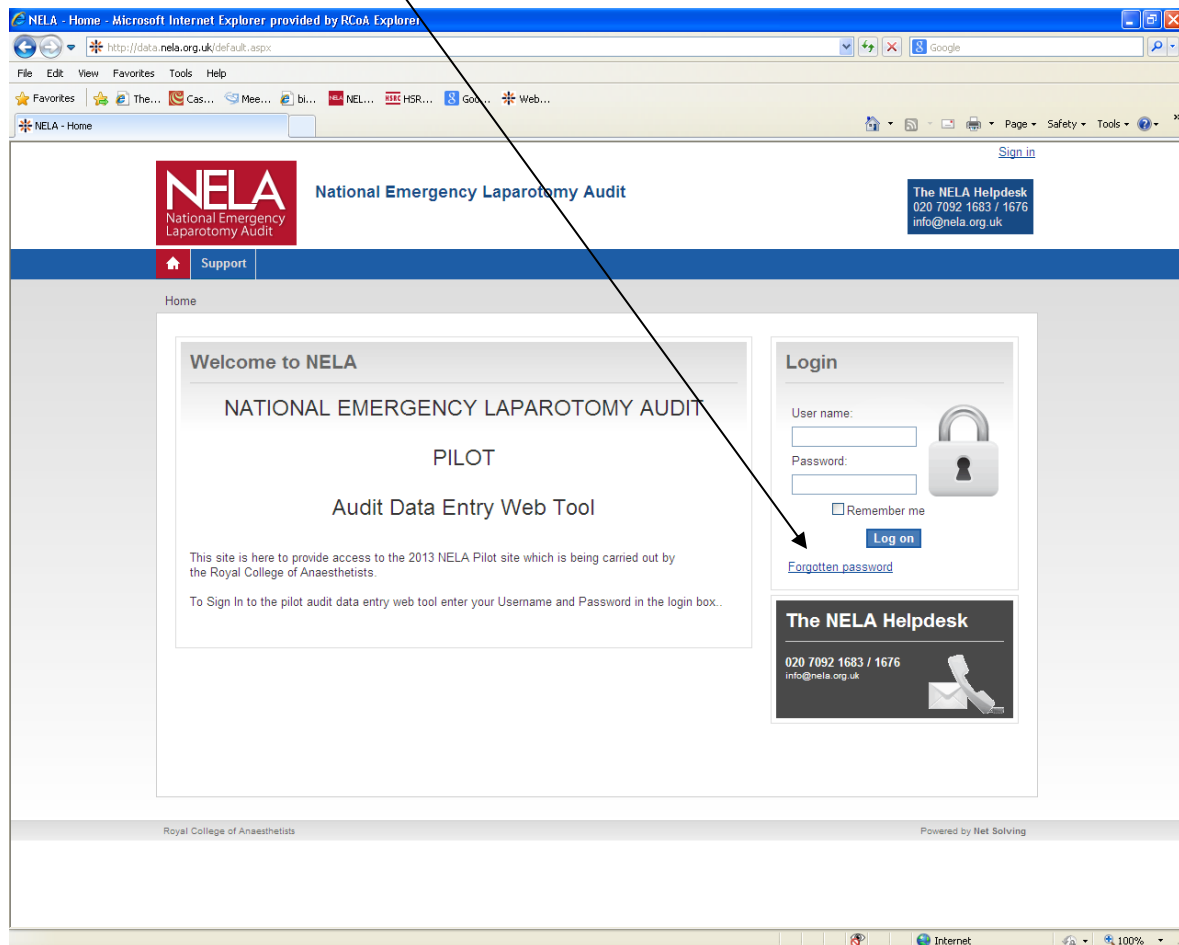 NELA - Home - Microsoft Internet Explorer provided by RCoA Explorer
http://data.nela.org.uk/default.aspx
Google
File Edit View Favorites Tools Help
Favorites The... Cas... Mee... bi... NEL... HSR... Goo... Web...
NELA - Home
Page Safety Tools
Sign in
NELA
National Emergency
Laparotomy Audit
National Emergency Laparotomy Audit
The NELA Helpdesk
020 7092 1683 / 1676
info@nela.org.uk
Support
Home
Welcome to NELA
NATIONAL EMERGENCY LAPAROTOMY AUDIT
PILOT
Audit Data Entry Web Tool
This site is here to provide access to the 2013 NELA Pilot site which is being carried out by
the Royal College of Anaesthetists.
To Sign In to the pilot audit data entry web tool enter your Username and Password in the login box..
Login
User name:
Password:
Remember me
Log on
Forgotten password
The NELA Helpdesk
020 7092 1683 / 1676
info@nela.org.uk
Royal College of Anaesthetists
Powered by Net Solving
Internet
100%